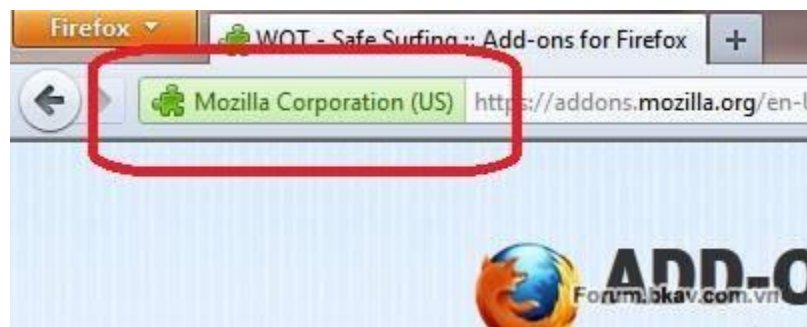 Firefox
WOT - Safe Surfing :: Add-ons for Firefox +
Mozilla Corporation (US) https://addons.mozilla.org/en-
ADD-O
Forum.bkav.com.vn